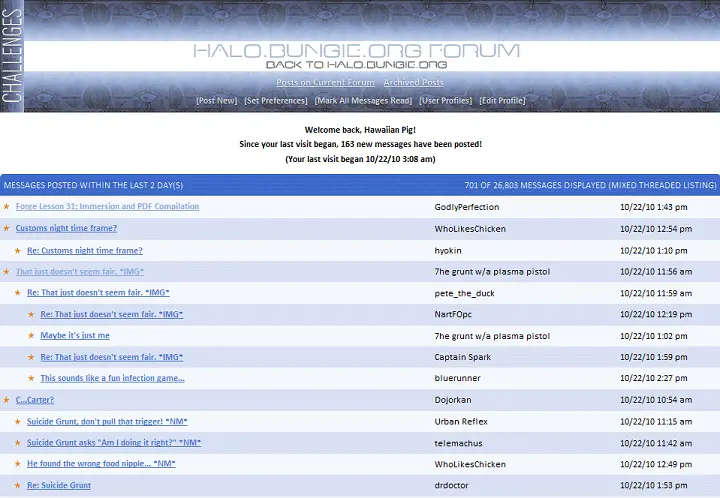 CHALLENGES
HALO.BUNGIE.ORG FORUM
BACK TO HALO.BUNGIE.ORG
Posts on Current Forum Archived Posts
[Post New] [Set Preferences] [Mark All Messages Read] [User Profiles] [Edit Profile]
Welcome back, Hawaiian Pig!
Since your last visit began, 163 new messages have been posted!
(Your last visit began 10/22/10 3:08 am)
MESSAGES POSTED WITHIN THE LAST 2 DAY(S) 701 OF 26,803 MESSAGES DISPLAYED (MIXED THREADED LISTING)
Forge Lesson 31: Immersion and PDF Compilation GodlyPerfection 10/22/10 1:43 pm
Customs night time frame? WhoLikesChicken 10/22/10 12:54 pm
Re: Customs night time frame? hyokin 10/22/10 1:10 pm
That just doesn't seem fair. *IMG* 7he grunt w/a plasma pistol 10/22/10 11:56 am
Re: That just doesn't seem fair. *IMG* pete_the_duck 10/22/10 11:59 am
Re: That just doesn't seem fair. *IMG* NartFOpc 10/22/10 12:19 pm
Maybe it's just me 7he grunt w/a plasma pistol 10/22/10 1:02 pm
Re: That just doesn't seem fair. *IMG* Captain Spark 10/22/10 1:59 pm
This sounds like a fun infection game... bluerunner 10/22/10 2:27 pm
C...Carter? Dojorkan 10/22/10 10:54 am
Suicide Grunt, don't pull that trigger! *NM* Urban Reflex 10/22/10 11:15 am
Suicide Grunt asks "Am I doing it right?" *NM* telemachus 10/22/10 11:42 am
He found the wrong food nipple... *NM* WhoLikesChicken 10/22/10 12:49 pm
Re: Suicide Grunt drdoctor 10/22/10 1:53 pm